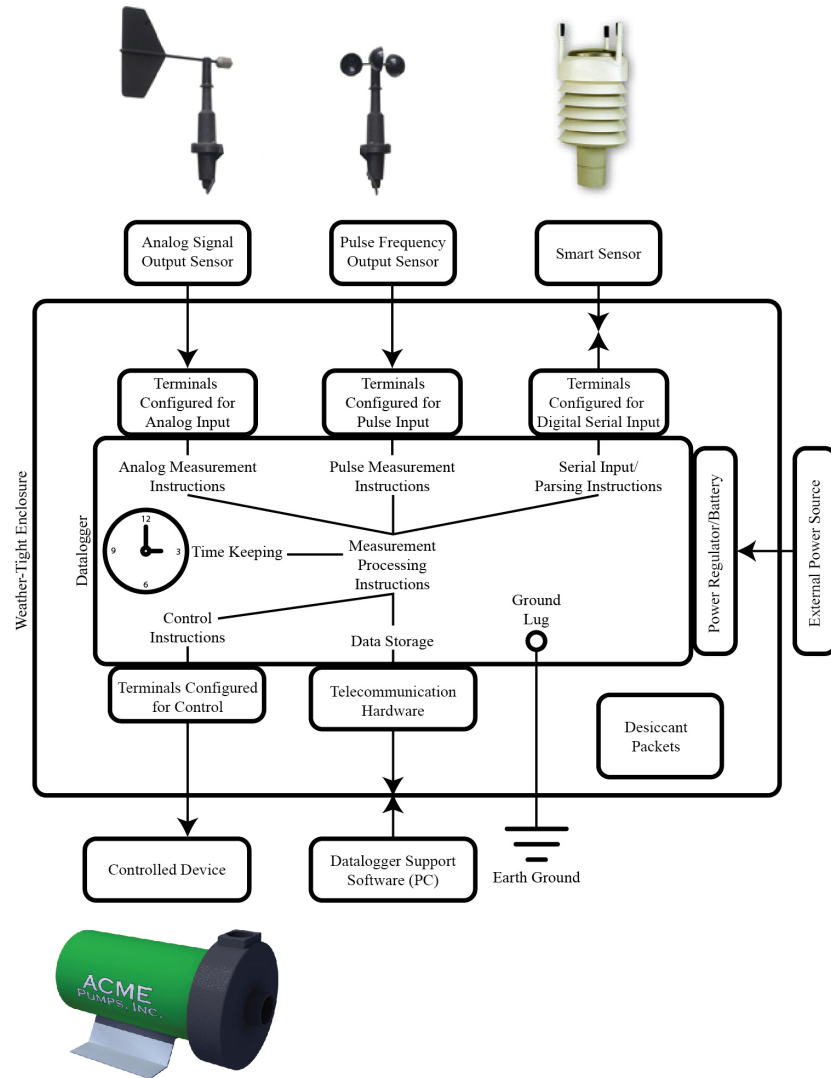 Analog Signal
Output Sensor
Pulse Frequency
Output Sensor
Smart Sensor
Terminals
Configured for
Analog Input
Terminals
Configured for
Pulse Input
Terminals
Configured for
Digital Serial Input
Weather-Tight Enclosure
Datalogger
Analog Measurement
Instructions
Pulse Measurement
Instructions
Serial Input/
Parsing Instructions
12
9
3
6
Time Keeping
Measurement
Processing
Instructions
Control
Instructions
Data Storage
Ground
Lug
Power Regulator/Battery
External Power Source
Terminals Configured
for Control
Telecommunication
Hardware
Desiccant
Packets
Controlled Device
Datalogger Support
Software (PC)
Earth Ground
ACME
PUMPS, INC.